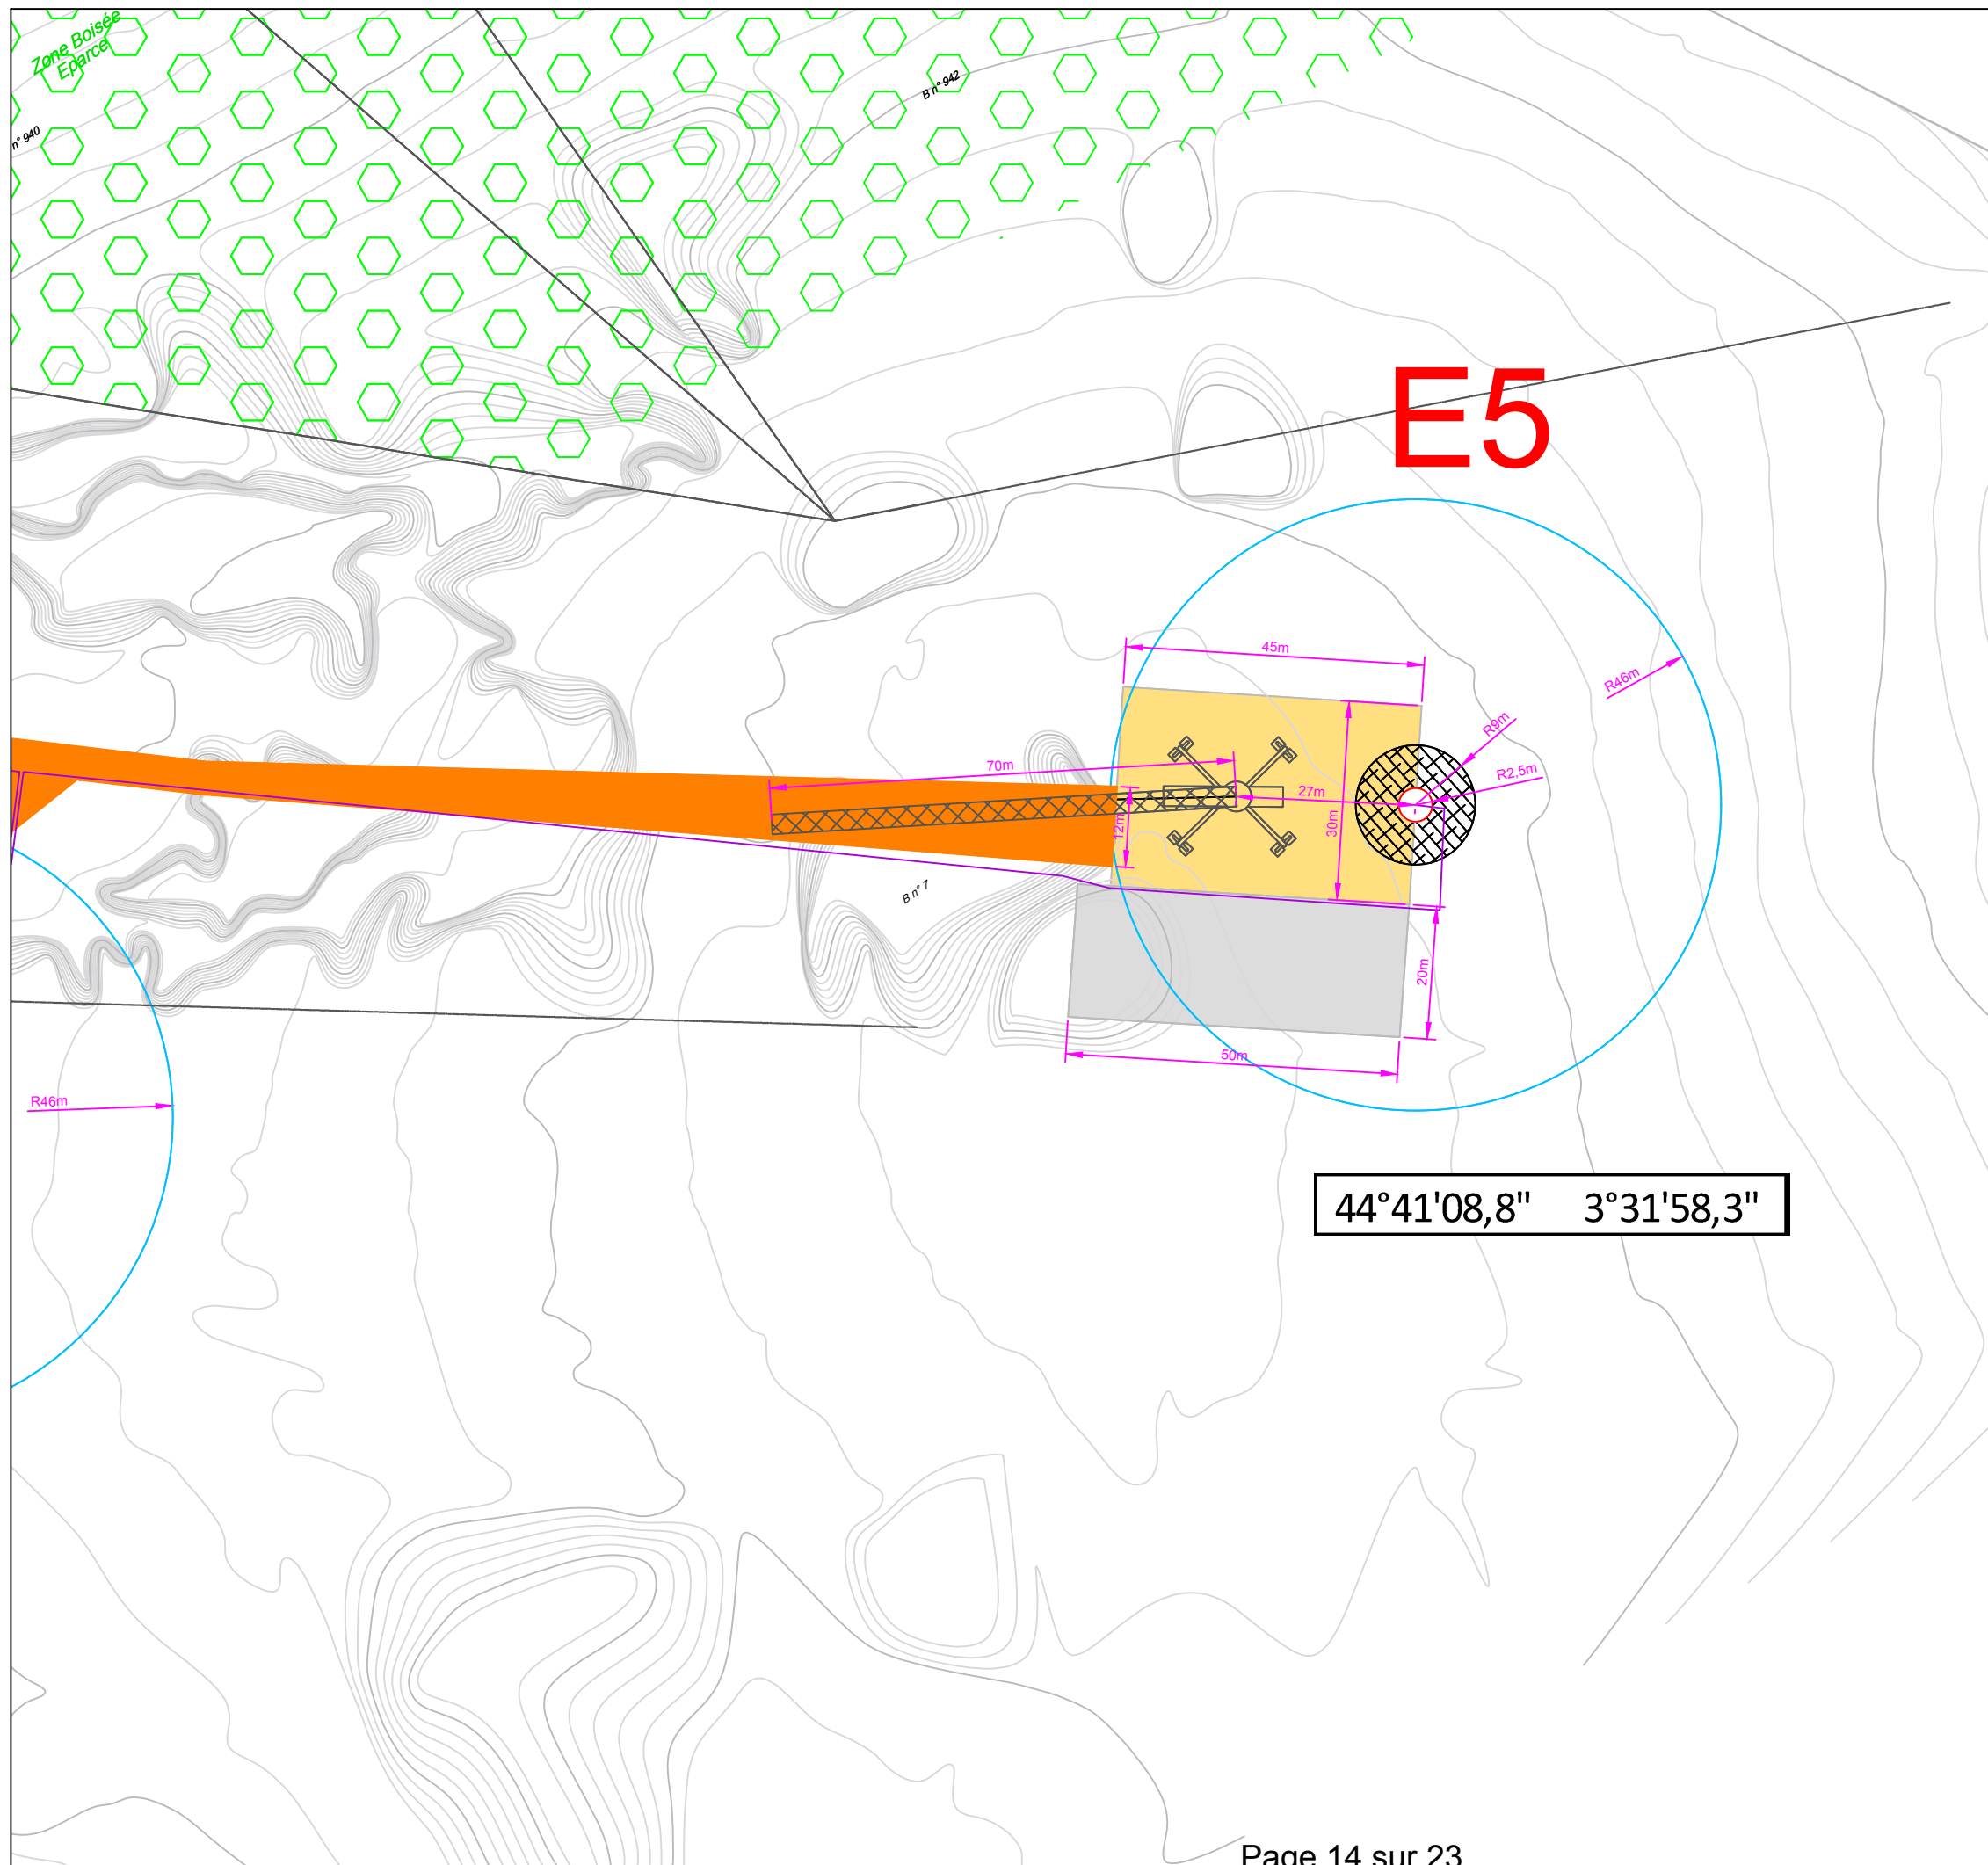 Zone Boisée
Eparce
n° 940
B n° 942
E5
45m
R46m
R9m
R2,5m
70m
27m
12m
30m
B n° 7
20m
50m
R46m
44°41'08,8" 3°31'58,3"
Page 14 sur 23